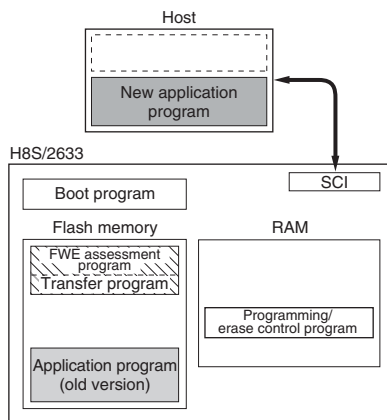 Host
New application
program
H8S/2633
Boot program
SCI
Flash memory
RAM
FWE assessment
program
Transfer program
Programming/
erase control program
Application program
(old version)